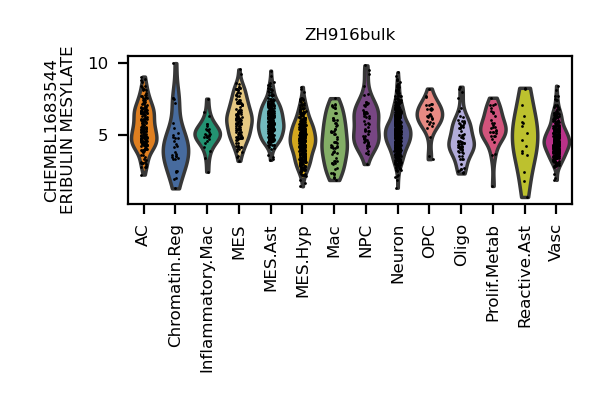 ZH916bulk
CHEMBL1683544
ERIBULIN MESYLATE
10
5
AC
Chromatin.Reg
Inflammatory.Mac
MES
MES.Ast
MES.Hyp
Mac
NPC
Neuron
OPC
Oligo
Prolif.Metab
Reactive.Ast
Vasc